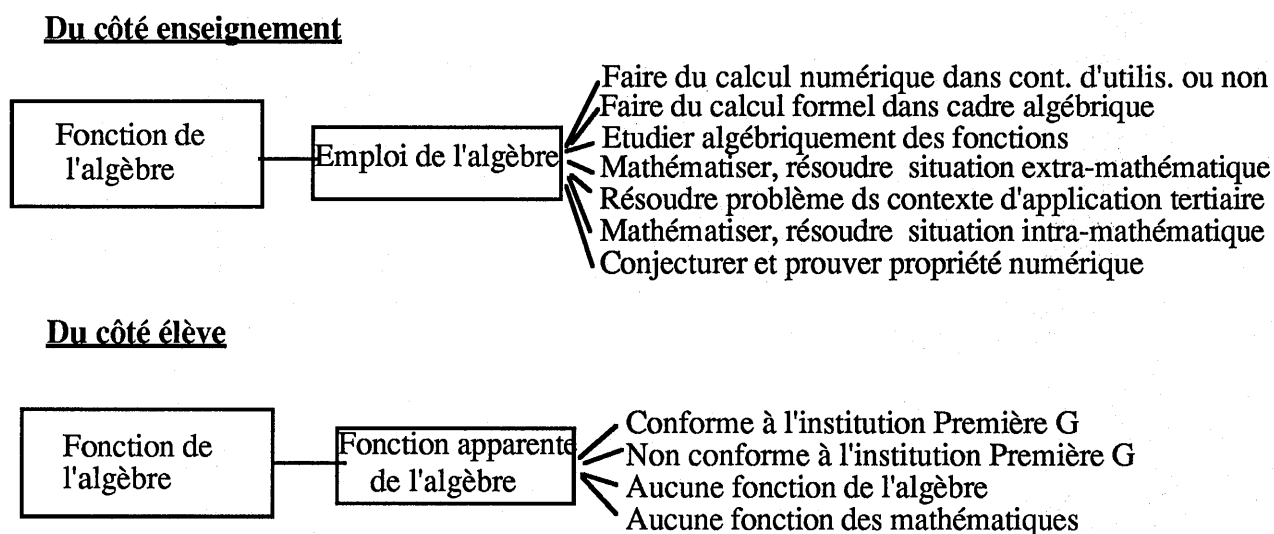 Du côté enseignement
Fonction de
l'algèbre
Emploi de l'algèbre
Faire du calcul numérique dans cont. d'utilis. ou non
Faire du calcul formel dans cadre algébrique
Etudier algébriquement des fonctions
Mathématiser, résoudre situation extra-mathématique
Résoudre problème ds contexte d'application tertiaire
Mathématiser, résoudre situation intra-mathématique
Conjecturer et prouver propriété numérique
Du côté élève
Fonction de
l'algèbre
Fonction apparente
de l'algèbre
Conforme à l'institution Première G
Non conforme à l'institution Première G
Aucune fonction de l'algèbre
Aucune fonction des mathématiques